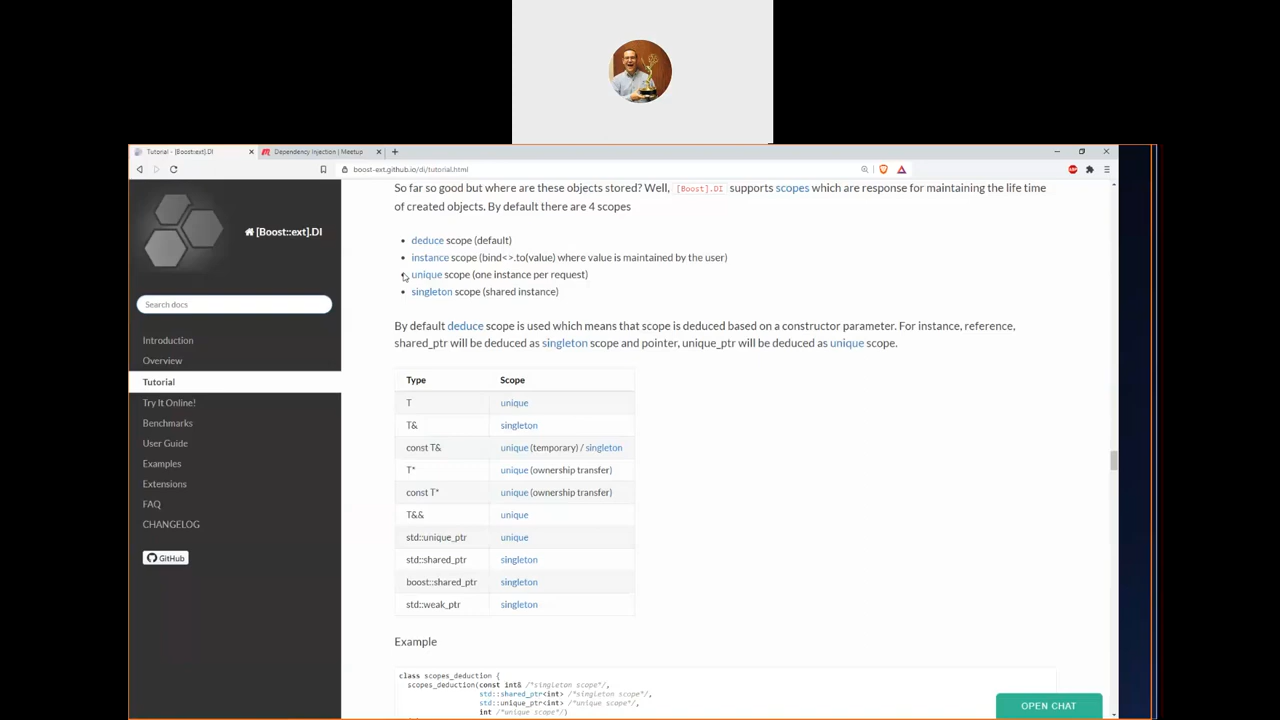 Tutorial - [Boost::ext].DI
Dependency Injection | Meetup
boost-ext.github.io/di/tutorial.html
[Boost::ext].DI
Search docs
Introduction
Overview
Tutorial
Try It Online!
Benchmarks
User Guide
Examples
Extensions
FAQ
CHANGELOG
GitHub
So far so good but where are these objects stored? Well, [Boost].DI supports scopes which are response for maintaining the life time
of created objects. By default there are 4 scopes
deduce scope (default)
instance scope (bind<>.to(value) where value is maintained by the user)
unique scope (one instance per request)
singleton scope (shared instance)
By default deduce scope is used which means that scope is deduced based on a constructor parameter. For instance, reference,
shared_ptr will be deduced as singleton scope and pointer, unique_ptr will be deduced as unique scope.
Type Scope
T unique
T& singleton
const T& unique (temporary) / singleton
T* unique (ownership transfer)
const T* unique (ownership transfer)
T&& unique
std::unique_ptr unique
std::shared_ptr singleton
boost::shared_ptr singleton
std::weak_ptr singleton
Example
class scopes_deduction {
scopes_deduction(const int& /*singleton scope*/,
std::shared_ptr<int> /*singleton scope*/,
std::unique_ptr<int> /*unique scope*/,
int /*unique scope*/)
OPEN CHAT